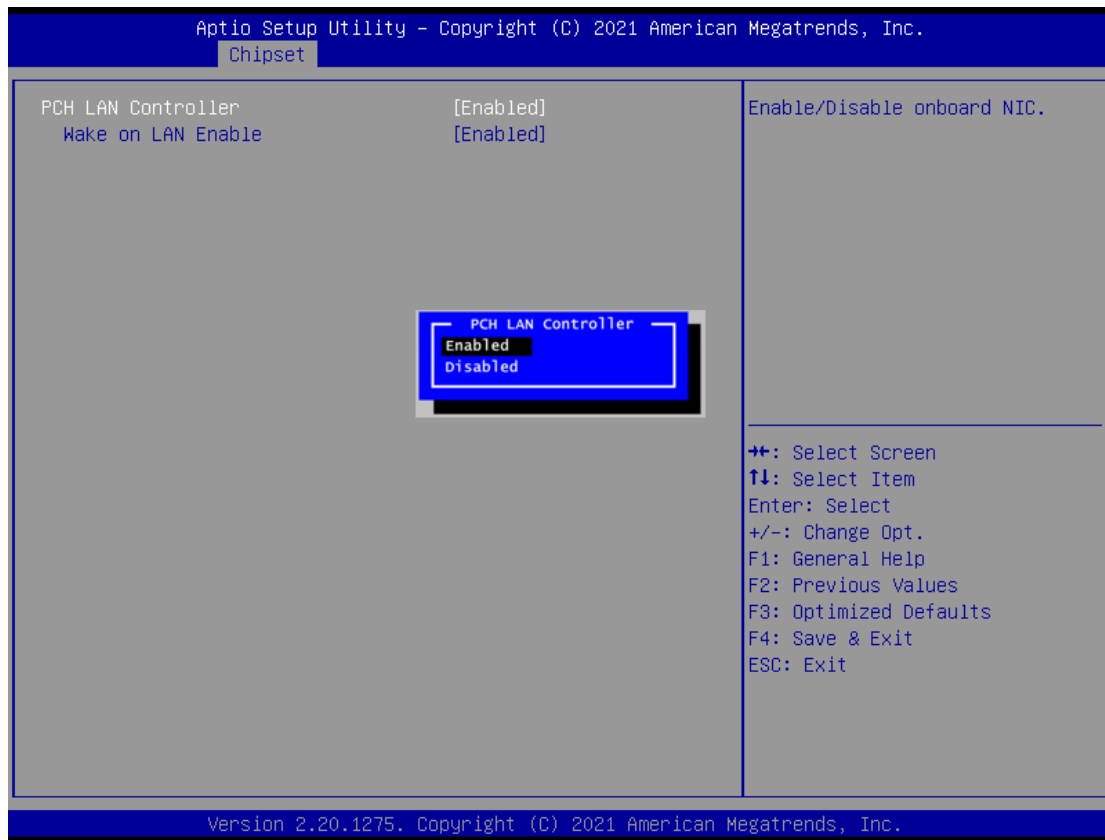 Aptio Setup Utility – Copyright (C) 2021 American Megatrends, Inc.
Chipset
PCH LAN Controller [Enabled]
Wake on LAN Enable [Enabled]
Enable/Disable onboard NIC.
PCH LAN Controller
Enabled
Disabled
→←: Select Screen
↑↓: Select Item
Enter: Select
+/-: Change Opt.
F1: General Help
F2: Previous Values
F3: Optimized Defaults
F4: Save & Exit
ESC: Exit
Version 2.20.1275. Copyright (C) 2021 American Megatrends, Inc.